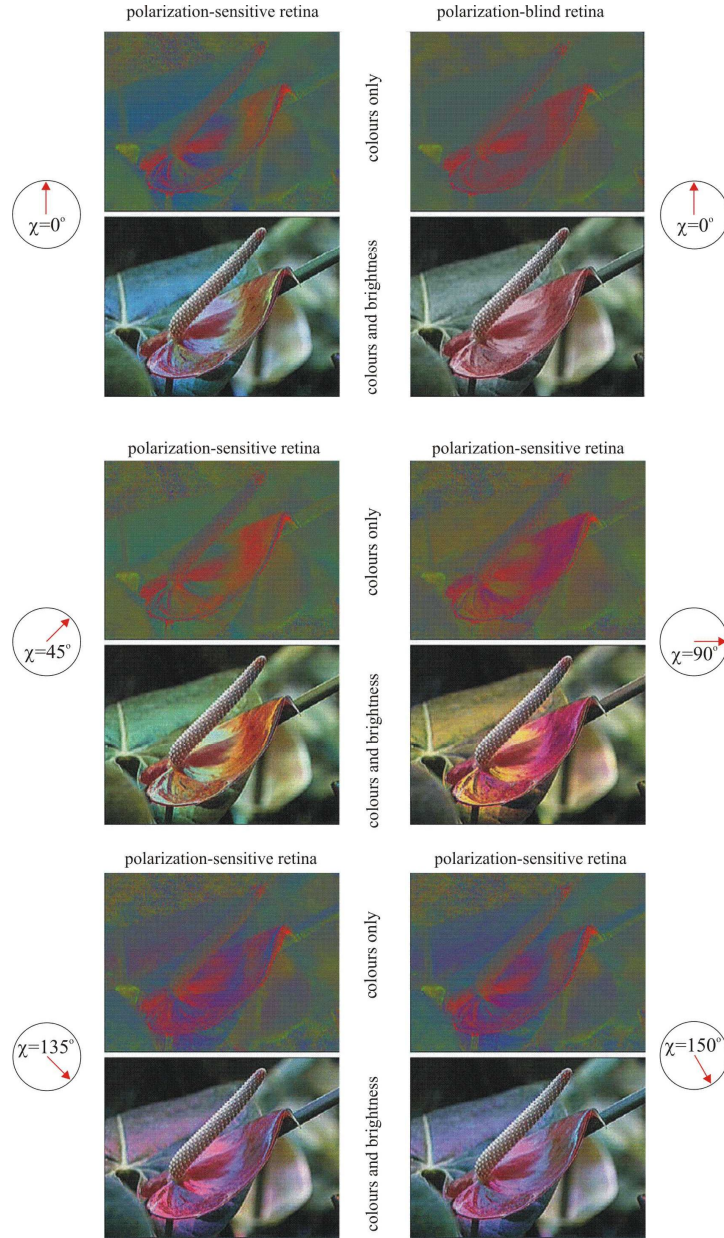 polarization-sensitive retina
polarization-blind retina
colours only
χ=0°
χ=0°
colours and brightness
polarization-sensitive retina
polarization-sensitive retina
colours only
χ=45°
χ=90°
colours and brightness
polarization-sensitive retina
polarization-sensitive retina
colours only
χ=135°
χ=150°
colours and brightness